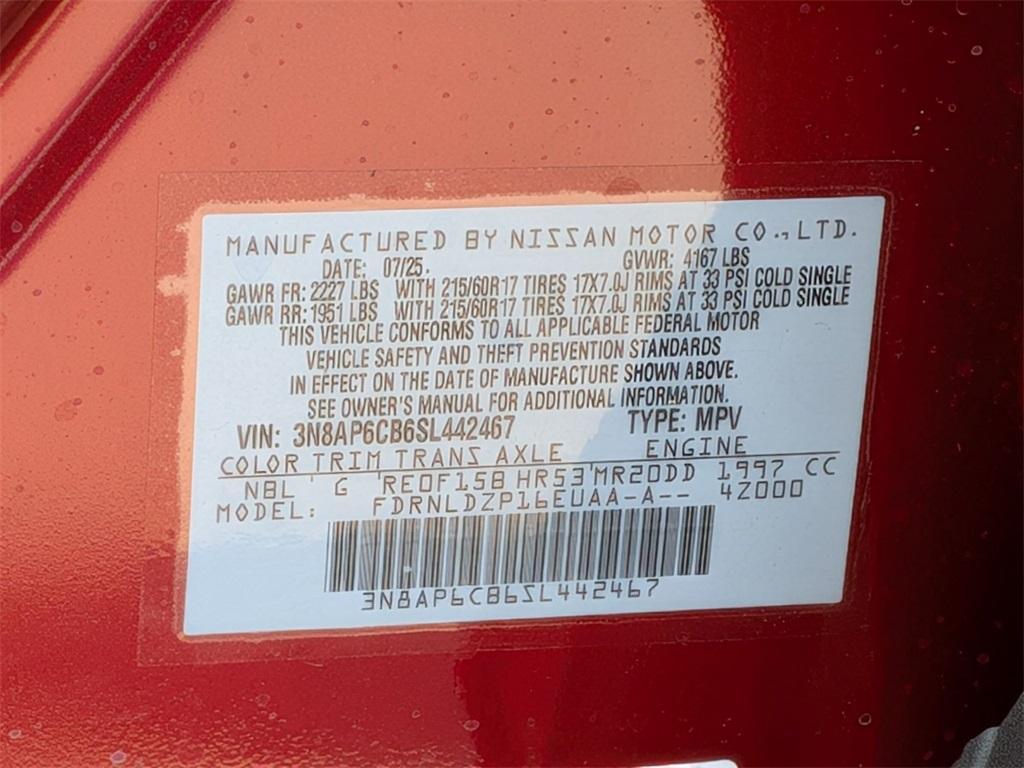 MANUFACTURED BY NISSAN MOTOR CO., LTD.
DATE: 07/25. GVWR: 4167 LBS
GAWR FR: 2227 LBS WITH 215/60R17 TIRES 17X7.0J RIMS AT 33 PSI COLD SINGLE
GAWR RR: 1951 LBS WITH 215/60R17 TIRES 17X7.0J RIMS AT 33 PSI COLD SINGLE
THIS VEHICLE CONFORMS TO ALL APPLICABLE FEDERAL MOTOR
VEHICLE SAFETY AND THEFT PREVENTION STANDARDS
IN EFFECT ON THE DATE OF MANUFACTURE SHOWN ABOVE.
SEE OWNER'S MANUAL FOR ADDITIONAL INFORMATION.
VIN: 3N8AP6CB6SL442467 TYPE: MPV
COLOR TRIM TRANS AXLE ENGINE
NBL G RE0F15B HR53 MR20DD 1997 CC
MODEL: FDRNLDZP16EUAA-A-- 42000
3N8AP6CB6SL442467